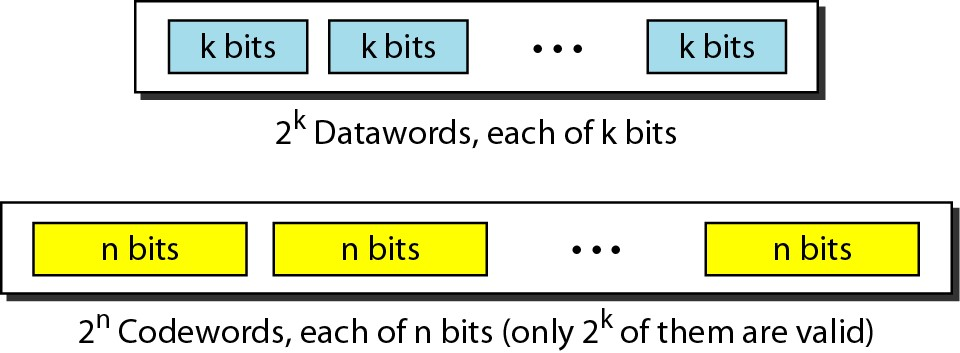 k bits k bits ... k bits
2^k Datawords, each of k bits
n bits n bits ... n bits
2^n Codewords, each of n bits (only 2^k of them are valid)